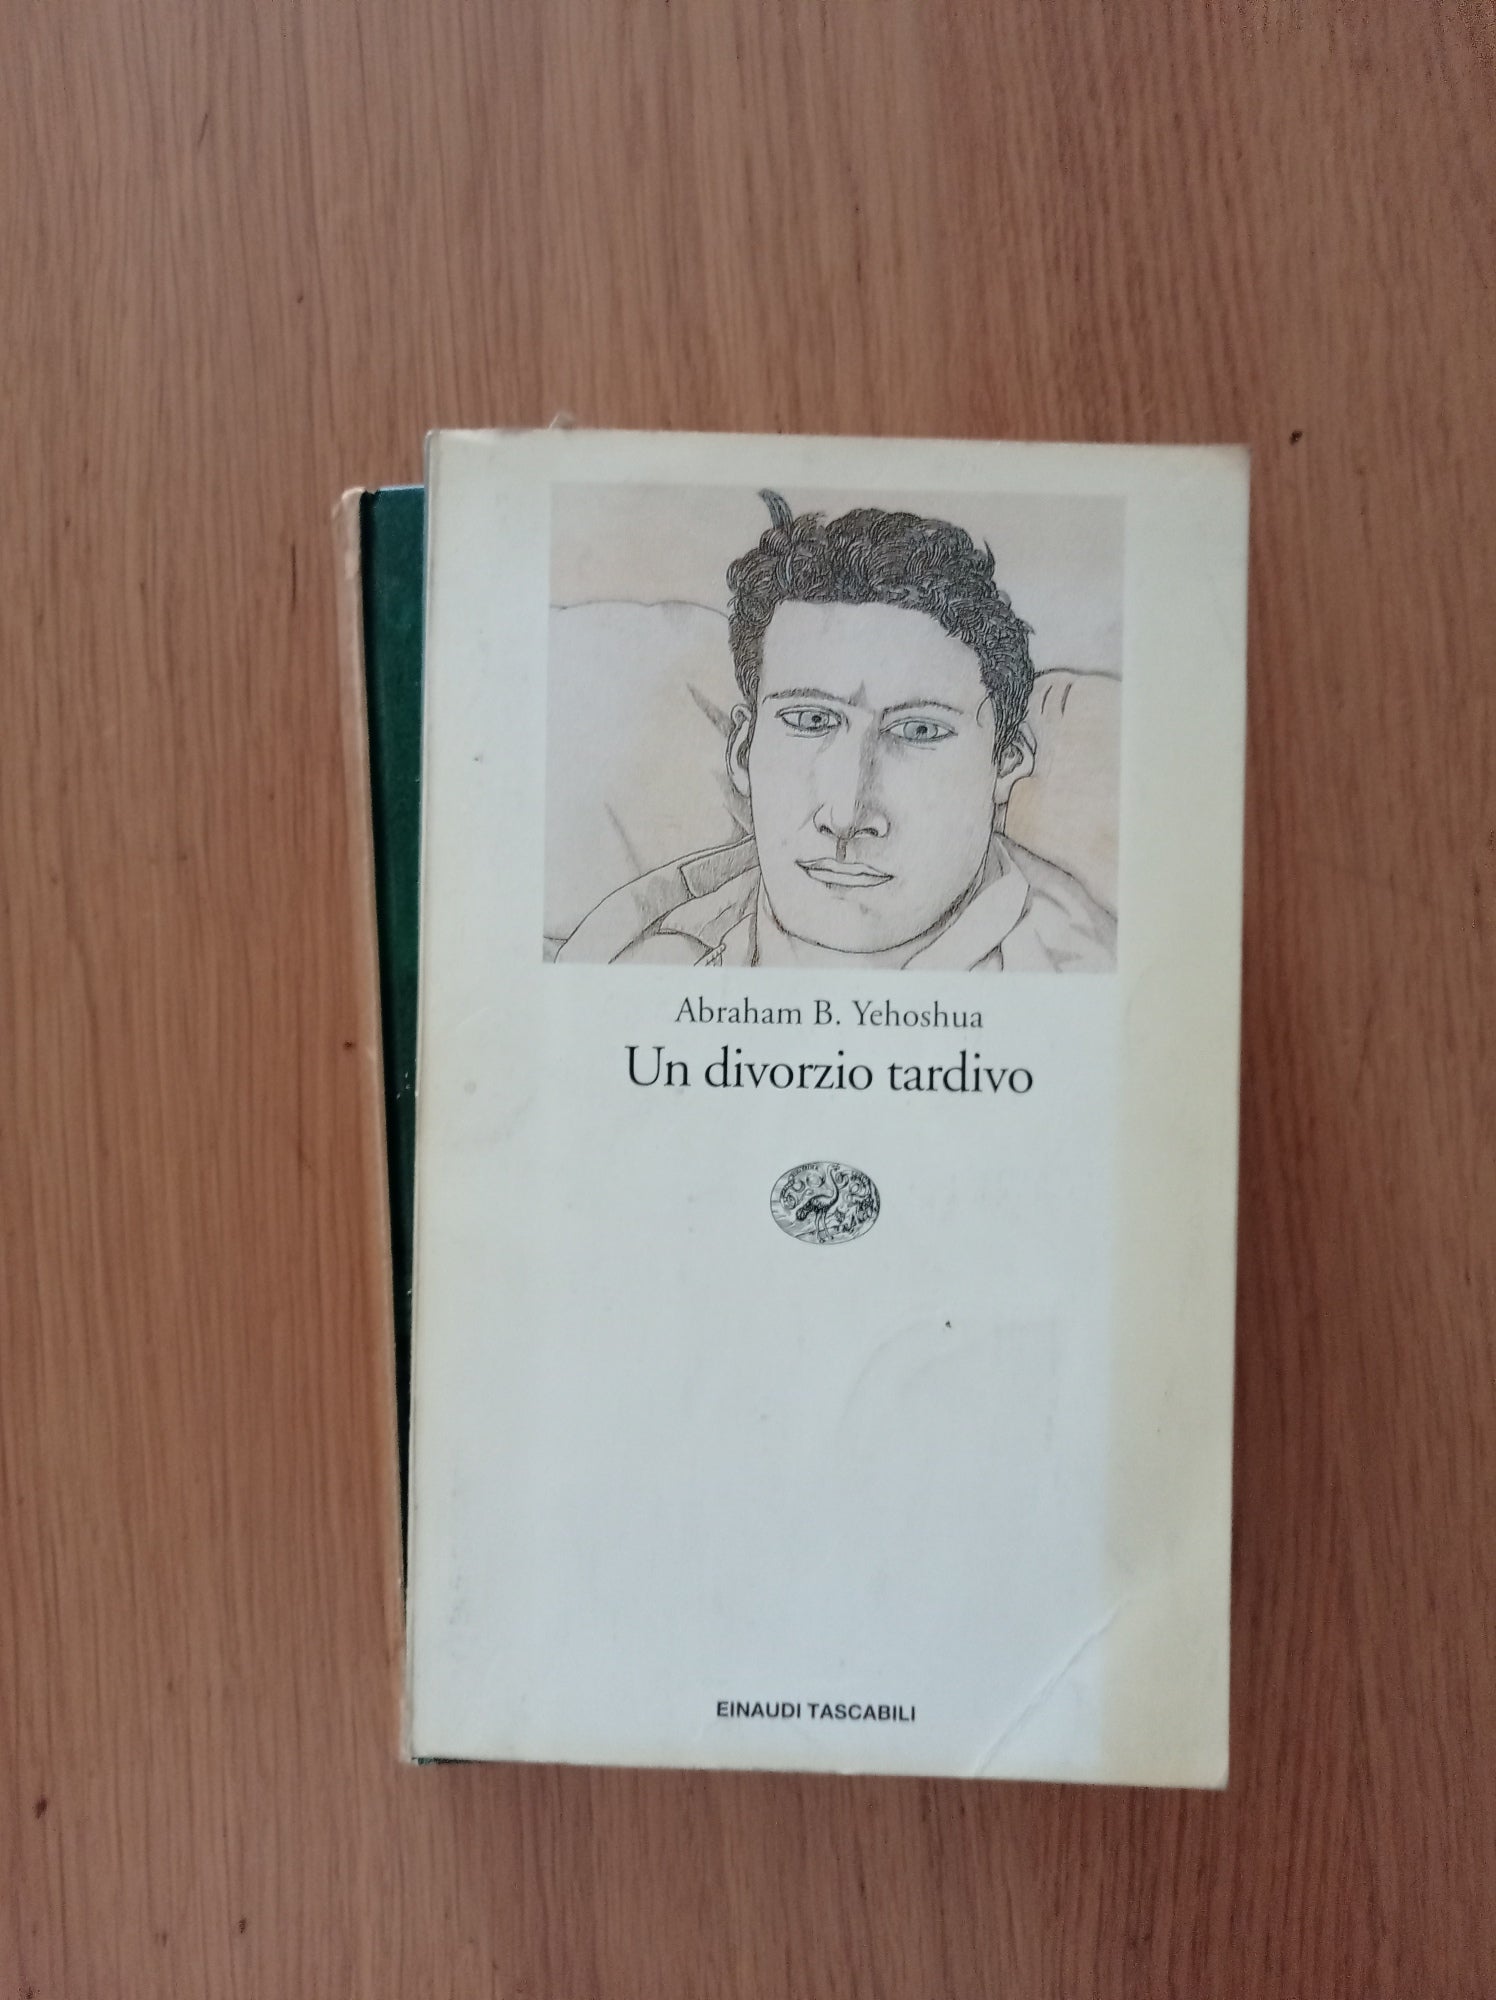 Abraham B. Yehoshua
Un divorzio tardivo
EINAUDI TASCABILI